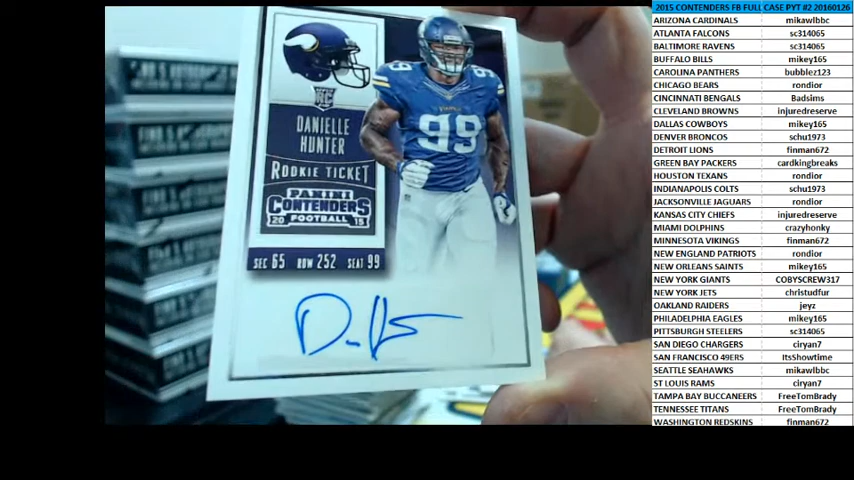 RC
DANIELLE
HUNTER
ROOKIE TICKET
PANINI
CONTENDERS
FOOTBALL
20 15
SEC 65 ROW 252 SEAT 99
VIKINGS
99
99
2015 CONTENDERS FB FULL CASE PYT #2 20160126
ARIZONA CARDINALS mikawlbbc
ATLANTA FALCONS sc314065
BALTIMORE RAVENS sc314065
BUFFALO BILLS mikey165
CAROLINA PANTHERS bubblez123
CHICAGO BEARS rondior
CINCINNATI BENGALS Badsims
CLEVELAND BROWNS injuredreserve
DALLAS COWBOYS mikey165
DENVER BRONCOS schu1973
DETROIT LIONS finman672
GREEN BAY PACKERS cardkingbreaks
HOUSTON TEXANS rondior
INDIANAPOLIS COLTS schu1973
JACKSONVILLE JAGUARS rondior
KANSAS CITY CHIEFS injuredreserve
MIAMI DOLPHINS crazyhonky
MINNESOTA VIKINGS finman672
NEW ENGLAND PATRIOTS rondior
NEW ORLEANS SAINTS mikey165
NEW YORK GIANTS COBYSCREW317
NEW YORK JETS christudfur
OAKLAND RAIDERS jeyz
PHILADELPHIA EAGLES mikey165
PITTSBURGH STEELERS sc314065
SAN DIEGO CHARGERS ciryan7
SAN FRANCISCO 49ERS ItsShowtime
SEATTLE SEAHAWKS mikawlbbc
ST LOUIS RAMS ciryan7
TAMPA BAY BUCCANEERS FreeTomBrady
TENNESSEE TITANS FreeTomBrady
WASHINGTON REDSKINS finman672